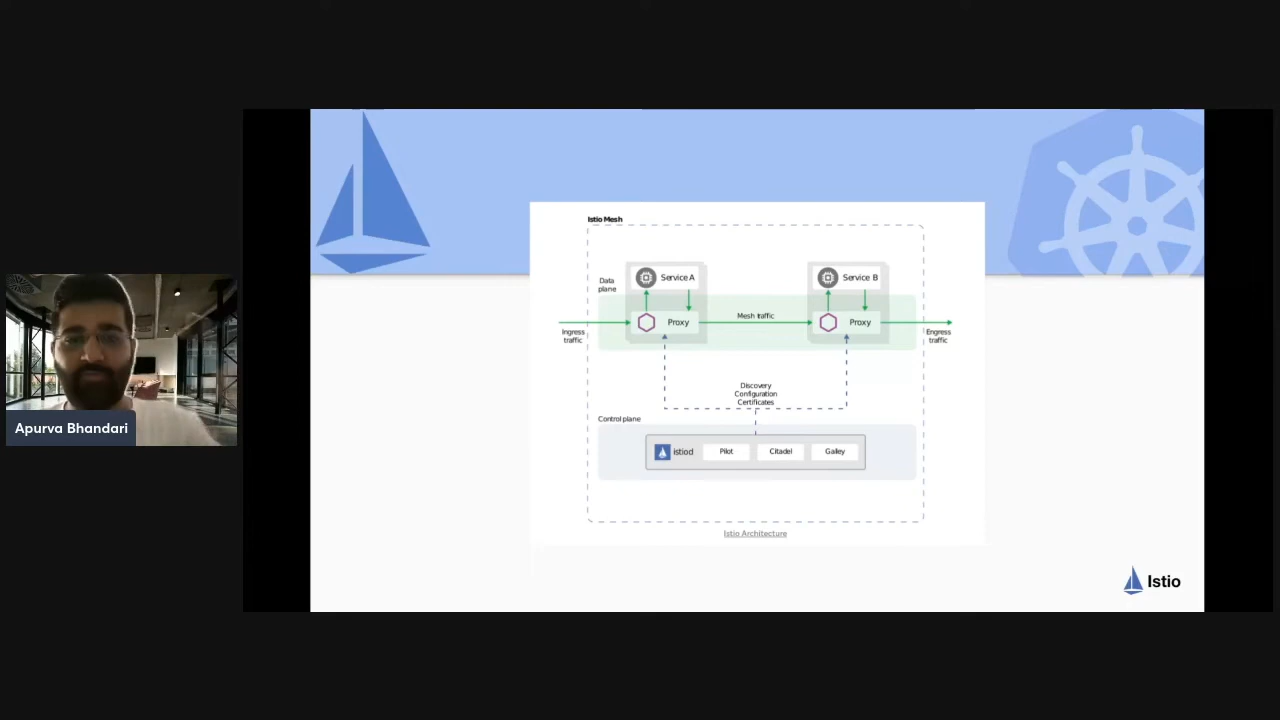 Istio Mesh
Service A
Service B
Data
plane
Proxy
Mesh traffic
Proxy
Ingress
traffic
Engress
traffic
Discovery
Configuration
Certificates
Control plane
istiod
Pilot
Citadel
Galley
Istio Architecture
Istio
Apurva Bhandari